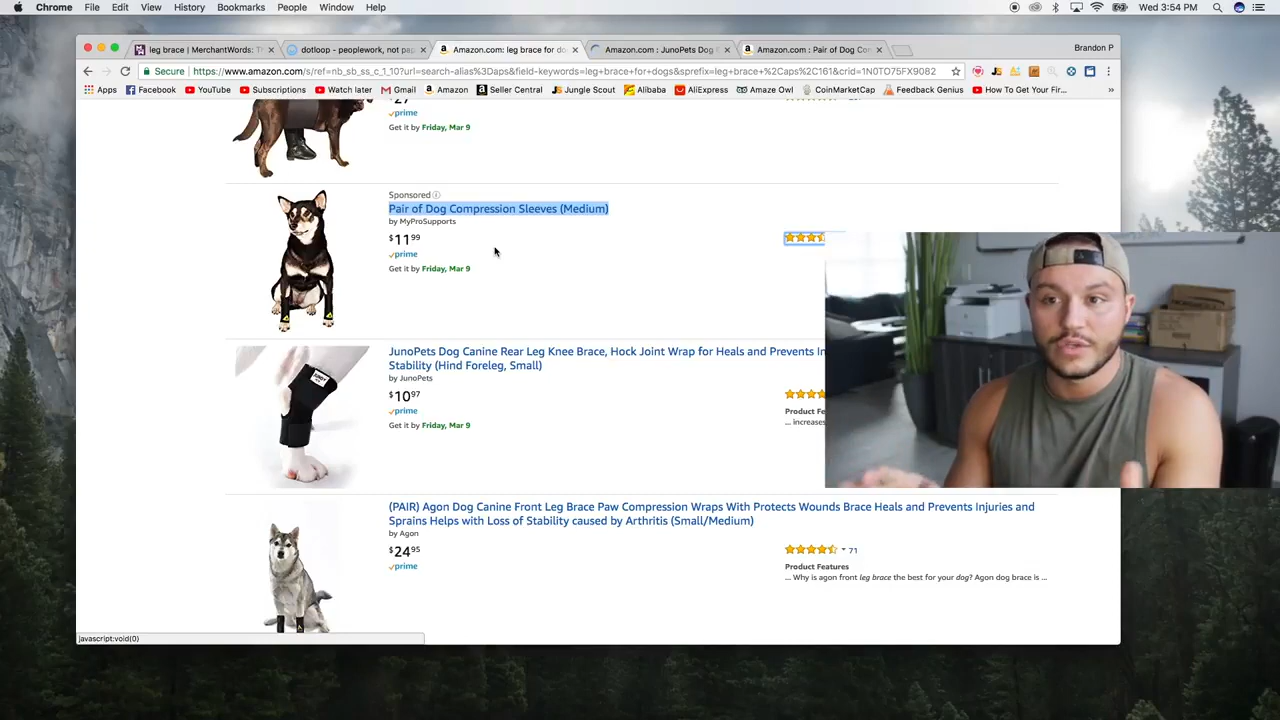 Chrome File Edit View History Bookmarks People Window Help
Wed 3:54 PM
leg brace | MerchantWords: T
dotloop - peoplework, not pap
Amazon.com: leg brace for do
Amazon.com : JunoPets Dog
Amazon.com : Pair of Dog Com
Brandon P
Secure https://www.amazon.com/s/ref=nb_sb_ss_c_1_10?url=search-alias%3Daps&field-keywords=leg+brace+for+dogs&sprefix=leg+brace+%2Caps%2C161&crid=1N0TO75FX9082
Apps Facebook YouTube Subscriptions Watch later Gmail Amazon Seller Central Jungle Scout Alibaba AliExpress Amaze Owl CoinMarketCap Feedback Genius How To Get Your Fir... »
prime
Get it by Friday, Mar 9
Sponsored
Pair of Dog Compression Sleeves (Medium)
by MyProSupports
$11 99
prime
Get it by Friday, Mar 9
JunoPets Dog Canine Rear Leg Knee Brace, Hock Joint Wrap for Heals and Prevents In
Stability (Hind Foreleg, Small)
by JunoPets
$10 97
prime
Product Fe
... increases
Get it by Friday, Mar 9
(PAIR) Agon Dog Canine Front Leg Brace Paw Compression Wraps With Protects Wounds Brace Heals and Prevents Injuries and
Sprains Helps with Loss of Stability caused by Arthritis (Small/Medium)
by Agon
$24 95
71
prime
Product Features
... Why is agon front leg brace the best for your dog? Agon dog brace is ...
javascript:void(0)